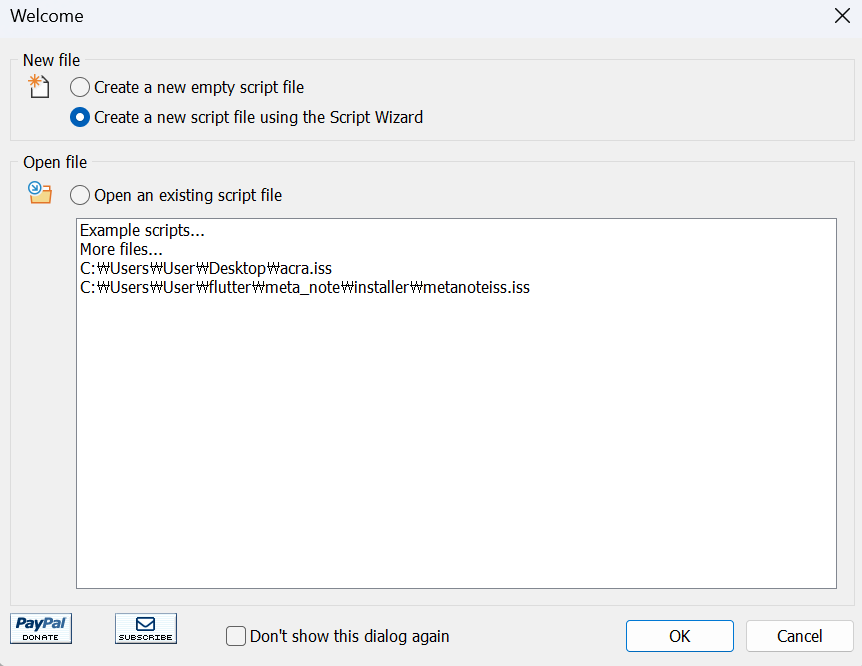 Welcome
New file
Create a new empty script file
Create a new script file using the Script Wizard
Open file
Open an existing script file
Example scripts...
More files...
C:₩Users₩User₩Desktop₩acra.iss
C:₩Users₩User₩flutter₩meta_note₩installer₩metanoteiss.iss
PayPal
DONATE
SUBSCRIBE
Don't show this dialog again
OK
Cancel